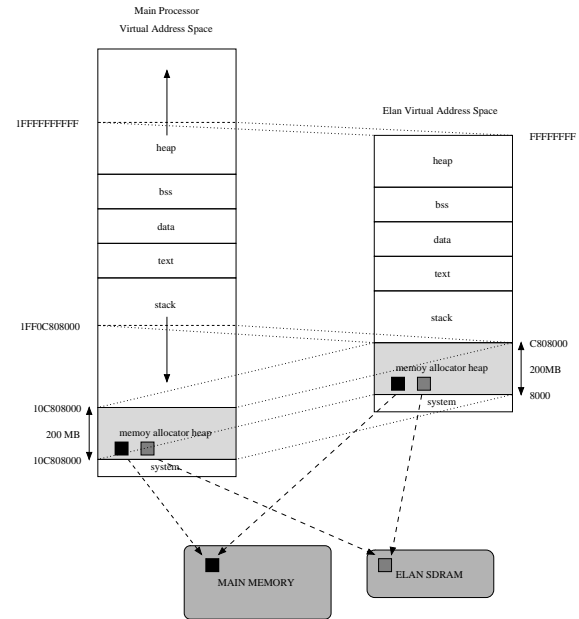 Main Processor
Virtual Address Space
1FFFFFFFFFF
heap
bss
data
text
stack
1FF0C808000
10C808000
200 MB
memoy allocator heap
10C808000
system
Elan Virtual Address Space
FFFFFFFF
heap
bss
data
text
stack
C808000
memoy allocator heap
200MB
8000
system
MAIN MEMORY
ELAN SDRAM